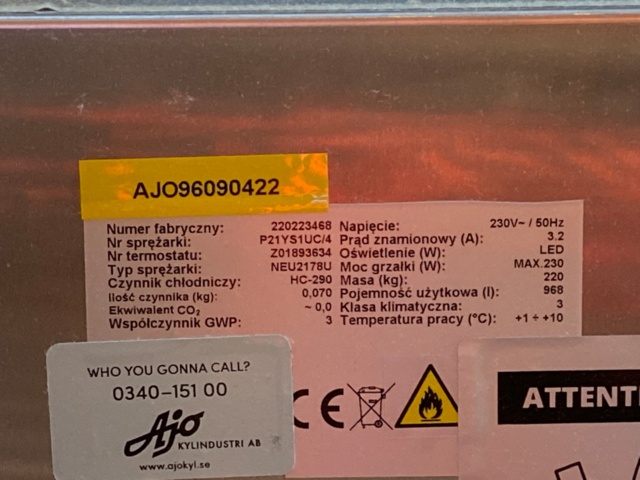 AJO96090422
Numer fabryczny: 220223468
Nr sprężarki: P21YS1UC/4
Nr termostatu: Z01893634
Typ sprężarki: NEU2178U
Czynnik chłodniczy: HC-290
Ilość czynnika (kg): 0,070
Ekwiwalent CO₂ ~ 0,0
Współczynnik GWP: 3
Napięcie: 230V~ / 50Hz
Prąd znamionowy (A): 3.2
Oświetlenie (W): LED
Moc grzałki (W): MAX.230
Masa (kg): 220
Pojemność użytkowa (l): 968
Klasa klimatyczna: 3
Temperatura pracy (°C): +1 ÷ +10
WHO YOU GONNA CALL?
0340–151 00
Ajo
KYLINDUSTRI AB
www.ajokyl.se
CE